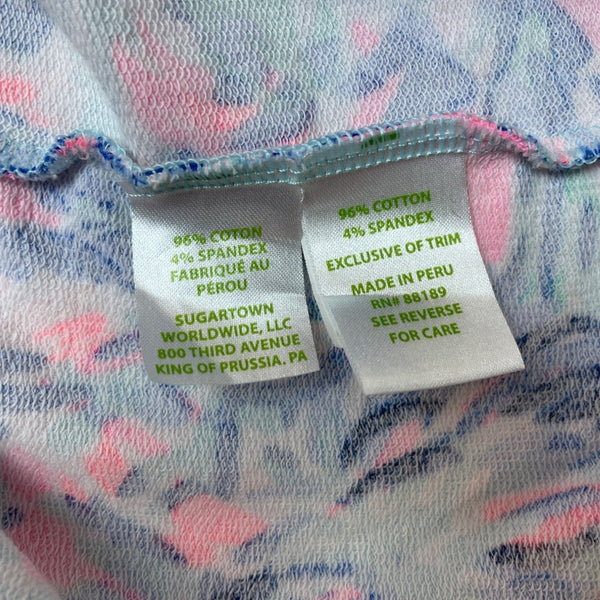 96% COTON
4% SPANDEX
FABRIQUÉ AU
PÉROU
SUGARTOWN
WORLDWIDE, LLC
800 THIRD AVENUE
KING OF PRUSSIA. PA
96% COTTON
4% SPANDEX
EXCLUSIVE OF TRIM
MADE IN PERU
RN# 88189
SEE REVERSE
FOR CARE